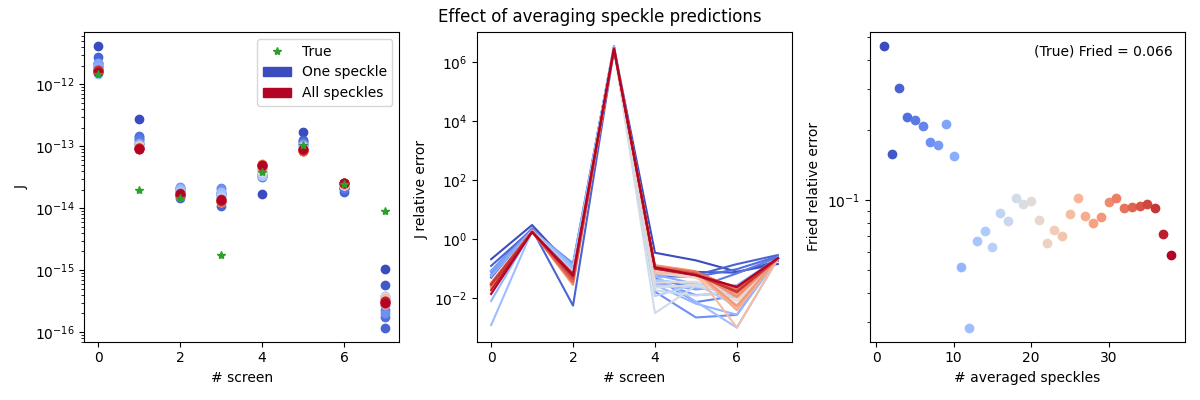 Effect of averaging speckle predictions
J
10⁻¹²
10⁻¹³
10⁻¹⁴
10⁻¹⁵
10⁻¹⁶
True
One speckle
All speckles
0 2 4 6
# screen
J relative error
10⁶
10⁴
10²
10⁰
10⁻²
0 2 4 6
# screen
Fried relative error
10⁻¹
(True) Fried = 0.066
0 10 20 30
# averaged speckles